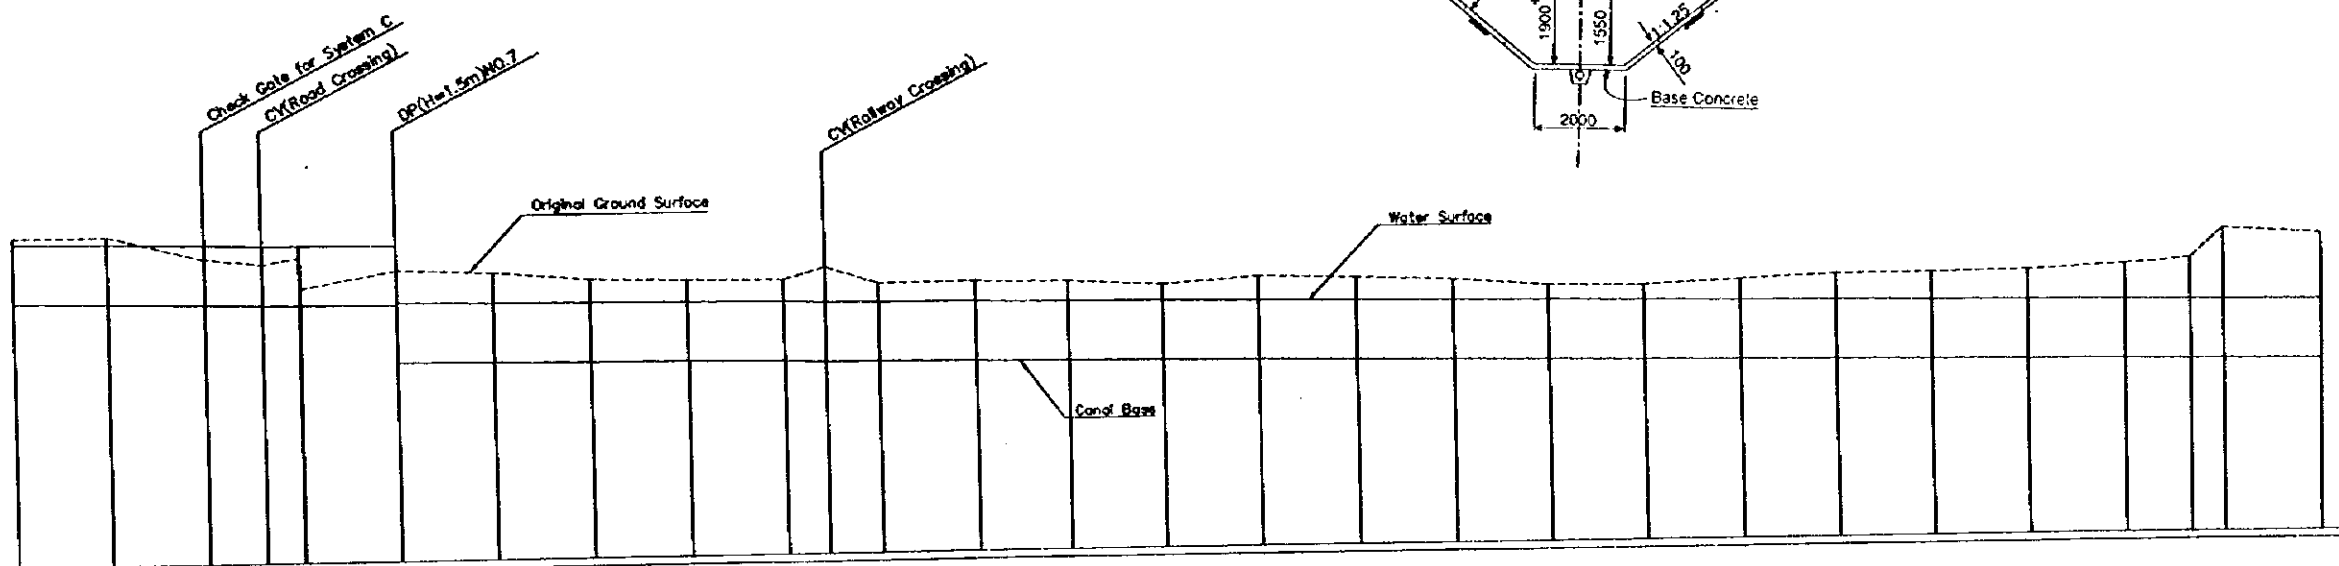 Check Gate for System C
CV(Road Crossing)
DP(H=1.5m)NO.7
CV(Railway Crossing)
1900
1550
1:1.25
100
Base Concrete
2000
Original Ground Surface
Water Surface
Canal Base